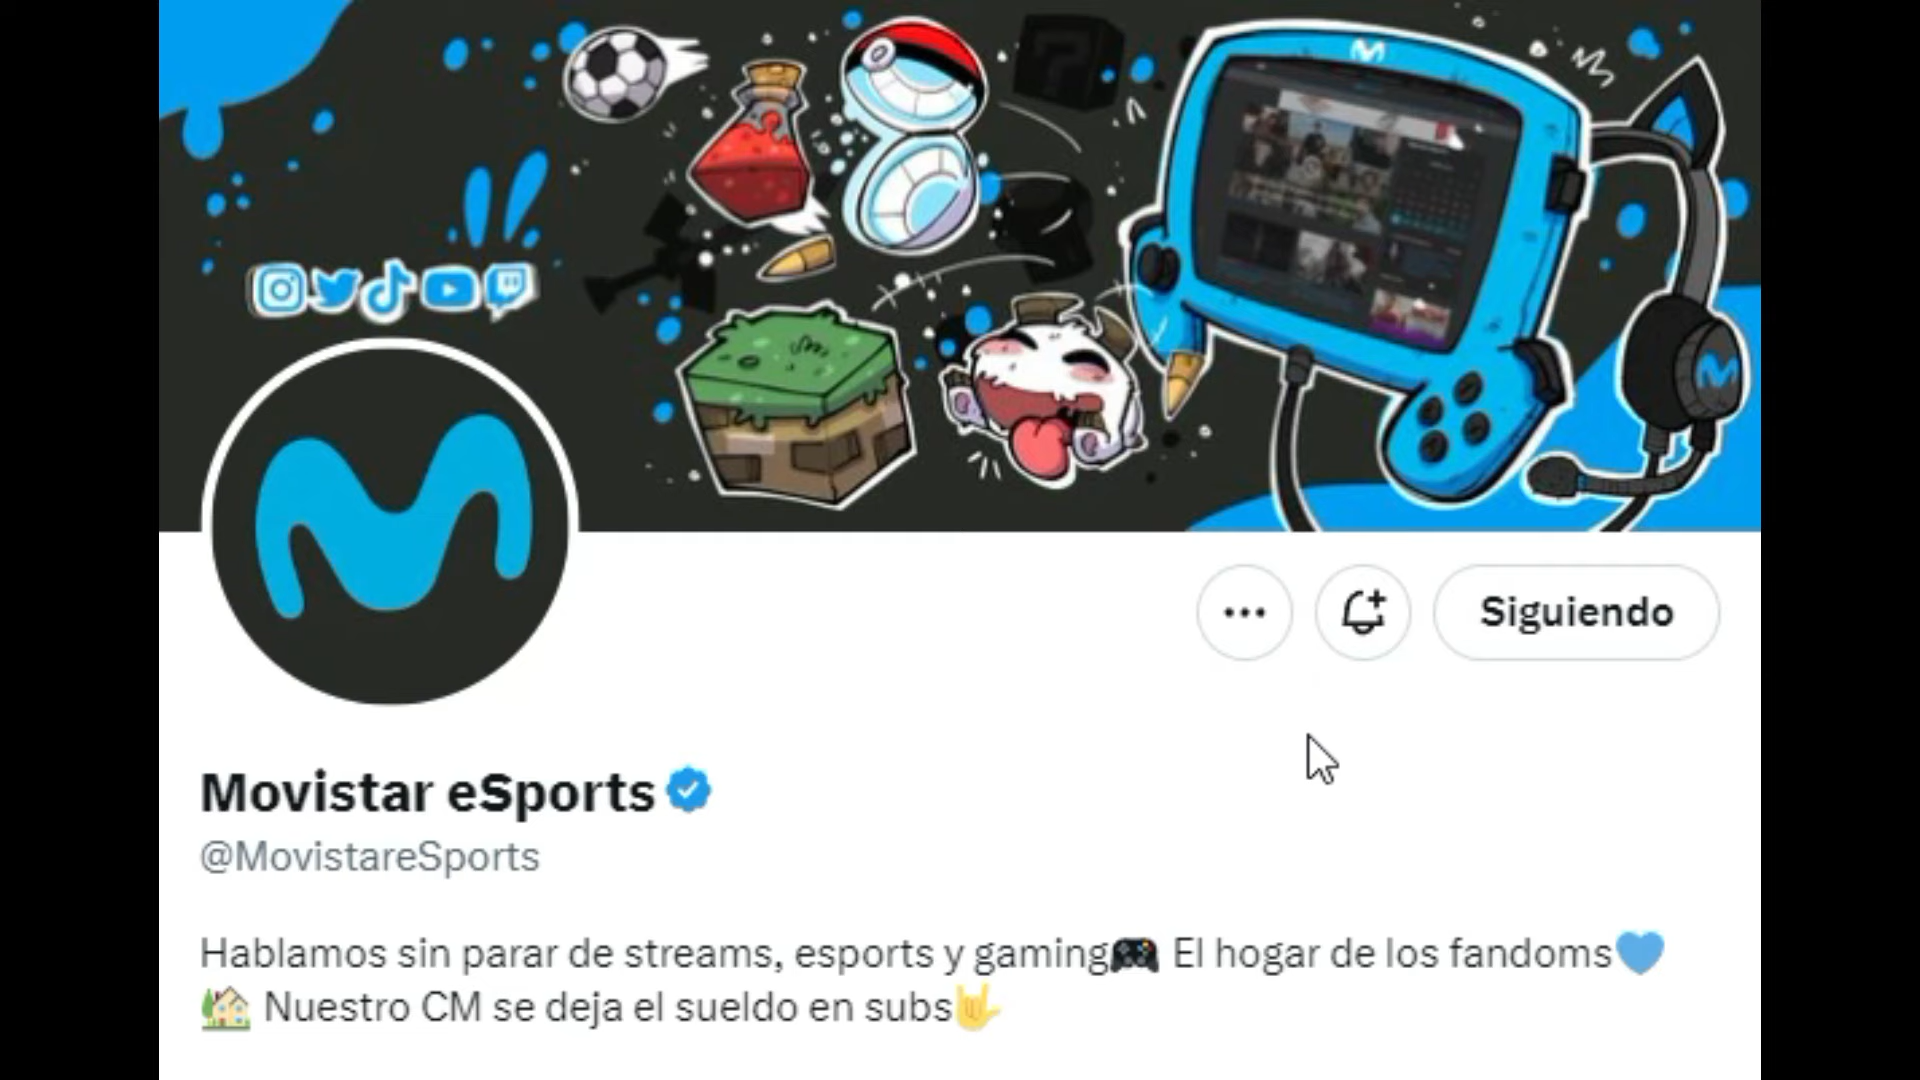 Siguiendo
Movistar eSports
@MovistareSports
Hablamos sin parar de streams, esports y gaming🎮 El hogar de los fandoms💙
🏡 Nuestro CM se deja el sueldo en subs🤟